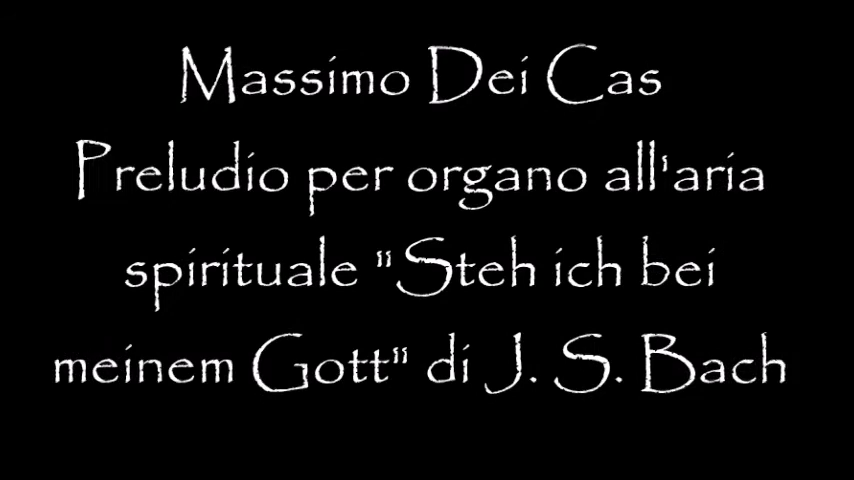 Massimo Dei Cas
Preludio per organo all'aria
spirituale "Steh ich bei
meinem Gott" di J. S. Bach